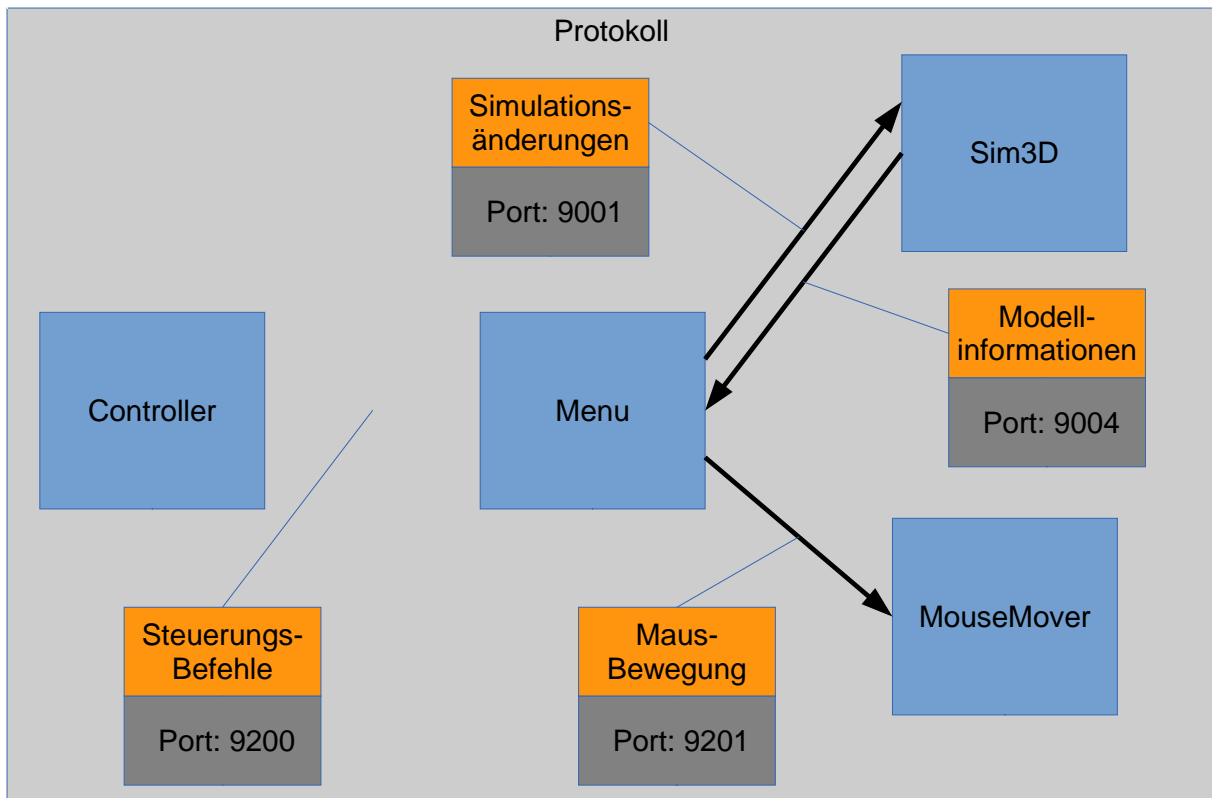 Protokoll
Simulations-
änderungen
Port: 9001
Sim3D
Modell-
informationen
Port: 9004
Controller
Menu
Steuerungs-
Befehle
Port: 9200
Maus-
Bewegung
Port: 9201
MouseMover